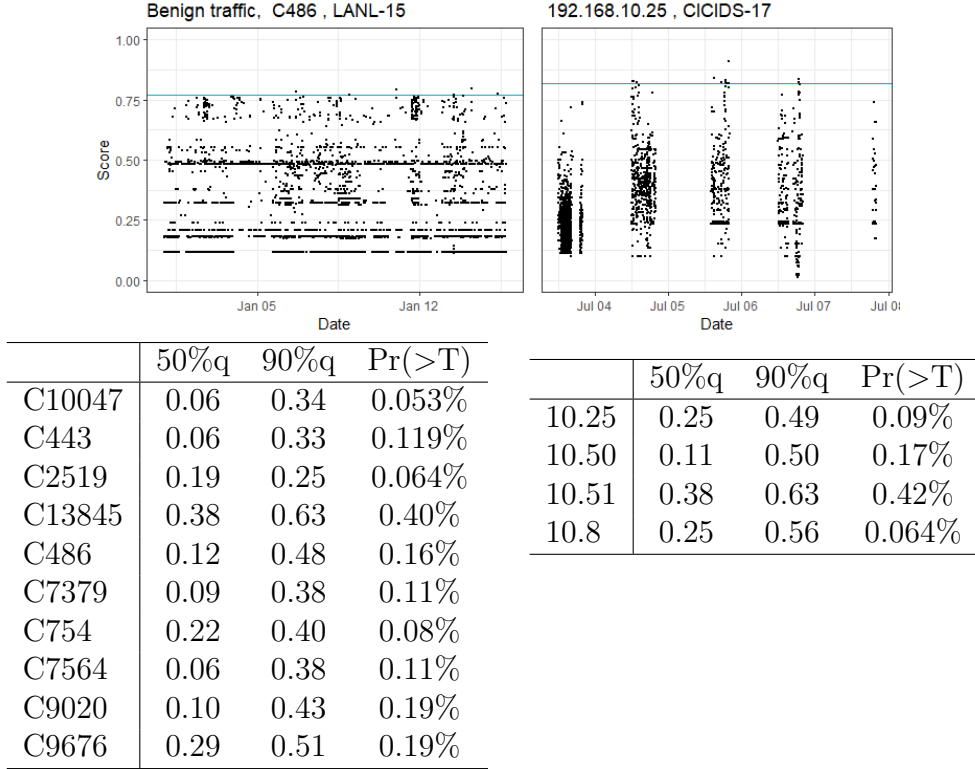 Benign traffic, C486 , LANL-15
192.168.10.25 , CICIDS-17
1.00
0.75
0.50
0.25
0.00
Score
Jan 05
Jan 12
Date
Jul 04
Jul 05
Jul 06
Jul 07
Jul 0
Date
50%q 90%q Pr(>T)
C10047 0.06 0.34 0.053%
C443 0.06 0.33 0.119%
C2519 0.19 0.25 0.064%
C13845 0.38 0.63 0.40%
C486 0.12 0.48 0.16%
C7379 0.09 0.38 0.11%
C754 0.22 0.40 0.08%
C7564 0.06 0.38 0.11%
C9020 0.10 0.43 0.19%
C9676 0.29 0.51 0.19%
50%q 90%q Pr(>T)
10.25 0.25 0.49 0.09%
10.50 0.11 0.50 0.17%
10.51 0.38 0.63 0.42%
10.8 0.25 0.56 0.064%